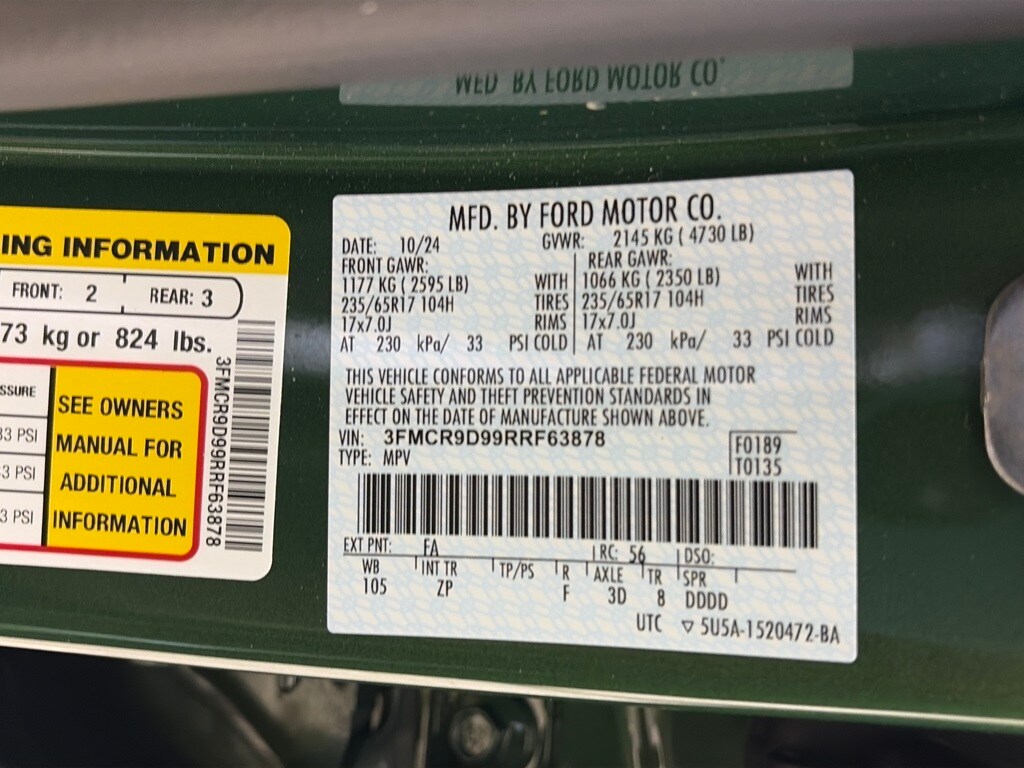 MFD. BY FORD MOTOR CO.
ING INFORMATION
FRONT: 2 REAR: 3
73 kg or 824 lbs.
SSURE
33 PSI
3 PSI
3 PSI
SEE OWNERS
MANUAL FOR
ADDITIONAL
INFORMATION
3FMCR9D99RRF63878
MFD. BY FORD MOTOR CO.
DATE: 10/24 GVWR: 2145 KG ( 4730 LB)
FRONT GAWR: REAR GAWR:
1177 KG ( 2595 LB) WITH 1066 KG ( 2350 LB) WITH
235/65R17 104H TIRES 235/65R17 104H TIRES
17x7.0J RIMS 17x7.0J RIMS
AT 230 kPa/ 33 PSI COLD AT 230 kPa/ 33 PSI COLD
THIS VEHICLE CONFORMS TO ALL APPLICABLE FEDERAL MOTOR
VEHICLE SAFETY AND THEFT PREVENTION STANDARDS IN
EFFECT ON THE DATE OF MANUFACTURE SHOWN ABOVE.
VIN: 3FMCR9D99RRF63878 F0189
TYPE: MPV T0135
EXT PNT: FA RC: 56 DSO:
WB INT TR TP/PS R AXLE TR SPR
105 ZP F 3D 8 DDDD
UTC ▽ 5U5A-1520472-BA